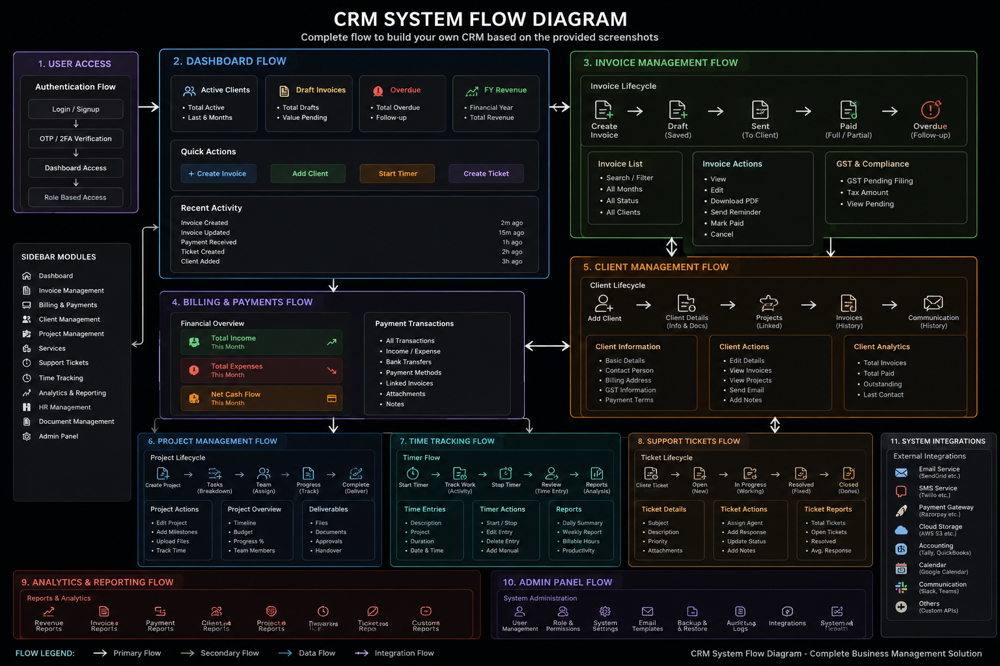 CRM SYSTEM FLOW DIAGRAM
Complete flow to build your own CRM based on the provided screenshots
1. USER ACCESS
Authentication Flow
Login / Signup
OTP / 2FA Verification
Dashboard Access
Role Based Access
2. DASHBOARD FLOW
Active Clients
• Total Active
• Last 6 Months
Draft Invoices
• Total Drafts
• Value Pending
Overdue
• Total Overdue
• Follow-up
FY Revenue
• Financial Year
• Total Revenue
Quick Actions
+ Create Invoice
Add Client
Start Timer
Create Ticket
Recent Activity
Invoice Created 2m ago
Invoice Updated 15m ago
Payment Received 1h ago
Ticket Created 2h ago
Client Added 3h ago
3. INVOICE MANAGEMENT FLOW
Invoice Lifecycle
Create
Invoice
Draft
(Saved)
Sent
(To Client)
Paid
(Full / Partial)
Overdue
(Follow-up)
Invoice List
• Search / Filter
• All Months
• All Status
• All Clients
Invoice Actions
• View
• Edit
• Download PDF
• Send Reminder
• Mark Paid
• Cancel
GST & Compliance
• GST Pending Filing
• Tax Amount
• View Pending
SIDEBAR MODULES
Dashboard
Invoice Management
Billing & Payments
Client Management
Project Management
Services
Support Tickets
Time Tracking
Analytics & Reporting
HR Management
Document Management
Admin Panel
4. BILLING & PAYMENTS FLOW
Financial Overview
Total Income
This Month
Total Expenses
This Month
Net Cash Flow
This Month
Payment Transactions
• All Transactions
• Income / Expense
• Bank Transfers
• Payment Methods
• Linked Invoices
• Attachments
• Notes
5. CLIENT MANAGEMENT FLOW
Client Lifecycle
Add Client
Client Details
(Info & Docs)
Projects
(Linked)
Invoices
(History)
Communication
(History)
Client Information
• Basic Details
• Contact Person
• Billing Address
• GST Information
• Payment Terms
Client Actions
• Edit Details
• View Invoices
• View Projects
• Send Email
• Add Notes
Client Analytics
• Total Invoices
• Total Paid
• Outstanding
• Last Contact
6. PROJECT MANAGEMENT FLOW
Project Lifecycle
Create Project
Tasks
(Breakdown)
Team
(Assign)
Progress
(Track)
Complete
(Deliver)
Project Actions
• Edit Project
• Add Milestones
• Upload Files
• Track Time
Project Overview
• Timeline
• Budget
• Progress %
• Team Members
Deliverables
• Files
• Documents
• Approvals
• Handover
7. TIME TRACKING FLOW
Timer Flow
Start Timer
Track Work
(Activity)
Stop Timer
Review
(Time Entry)
Reports
(Analysis)
Time Entries
• Description
• Project
• Duration
• Date & Time
Timer Actions
• Start / Stop
• Edit Entry
• Delete Entry
• Add Manual
Reports
• Daily Summary
• Weekly Report
• Billable Hours
• Productivity
8. SUPPORT TICKETS FLOW
Ticket Lifecycle
Ticket
Open
(New)
In Progress
(Working)
Resolved
(Fixed)
Closed
(Dones)
Ticket Details
• Subject
• Description
• Priority
• Attachments
Ticket Actions
• Assign Agent
• Add Response
• Update Status
• Add Notes
Ticket Reports
• Total Tickets
• Open Tickets
• Resolved
• Avg. Response
11. SYSTEM INTEGRATIONS
External Integrations
Email Service
(SendGrid etc.)
SMS Service
(Twilio etc.)
Payment Gateway
(Razorpay etc.)
Cloud Storage
(AWS S3 etc.)
Accounting
(Tally, QuickBooks)
Calendar
(Google Calendar)
Communication
(Slack, Teams)
Others
(Custom APIs)
9. ANALYTICS & REPORTING FLOW
Reports & Analytics
Revenue
Reports
Invoices
Reports
Payment
Reports
Reports
Projects
Reports
Custom
Reports
10. ADMIN PANEL FLOW
System Administration
User
Management
Role &
Permissions
System
Settings
Email
Templates
Backup &
& Restore
Logs
Integrations
FLOW LEGEND:
Primary Flow
Secondary Flow
Data Flow
Integration Flow
CRM System Flow Diagram - Complete Business Management Solution